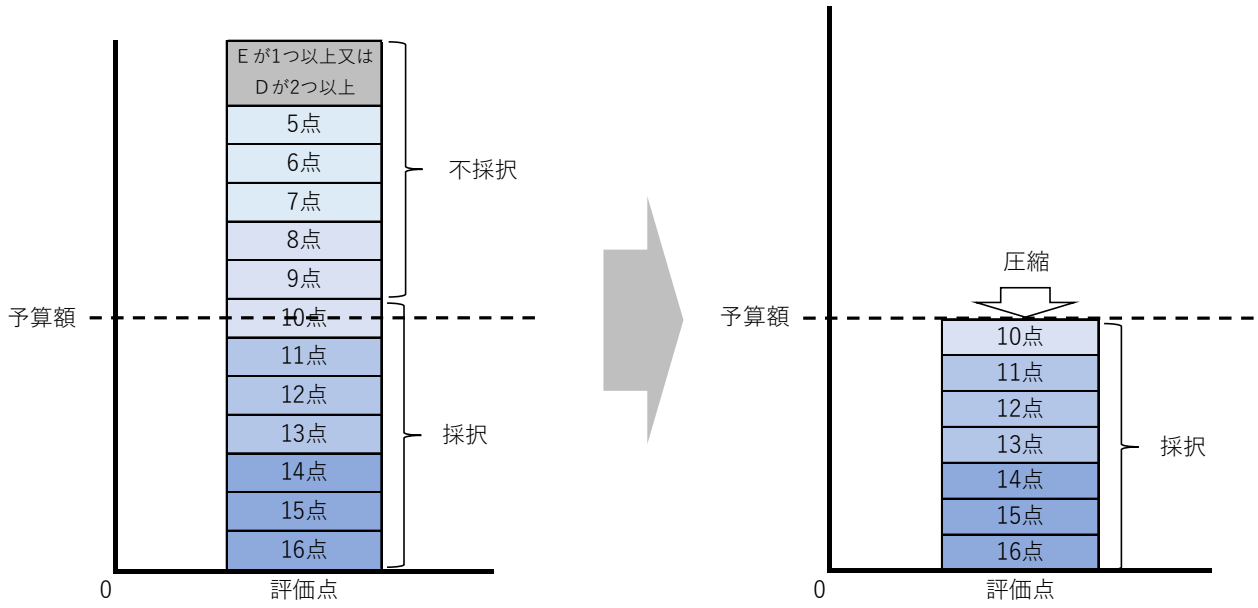 Eが1つ以上又は
Dが2つ以上
5点
6点
7点
8点
9点
10点
11点
12点
13点
14点
15点
16点
不採択
採択
予算額
0
評価点
圧縮
予算額
10点
11点
12点
13点
14点
15点
16点
採択
0
評価点